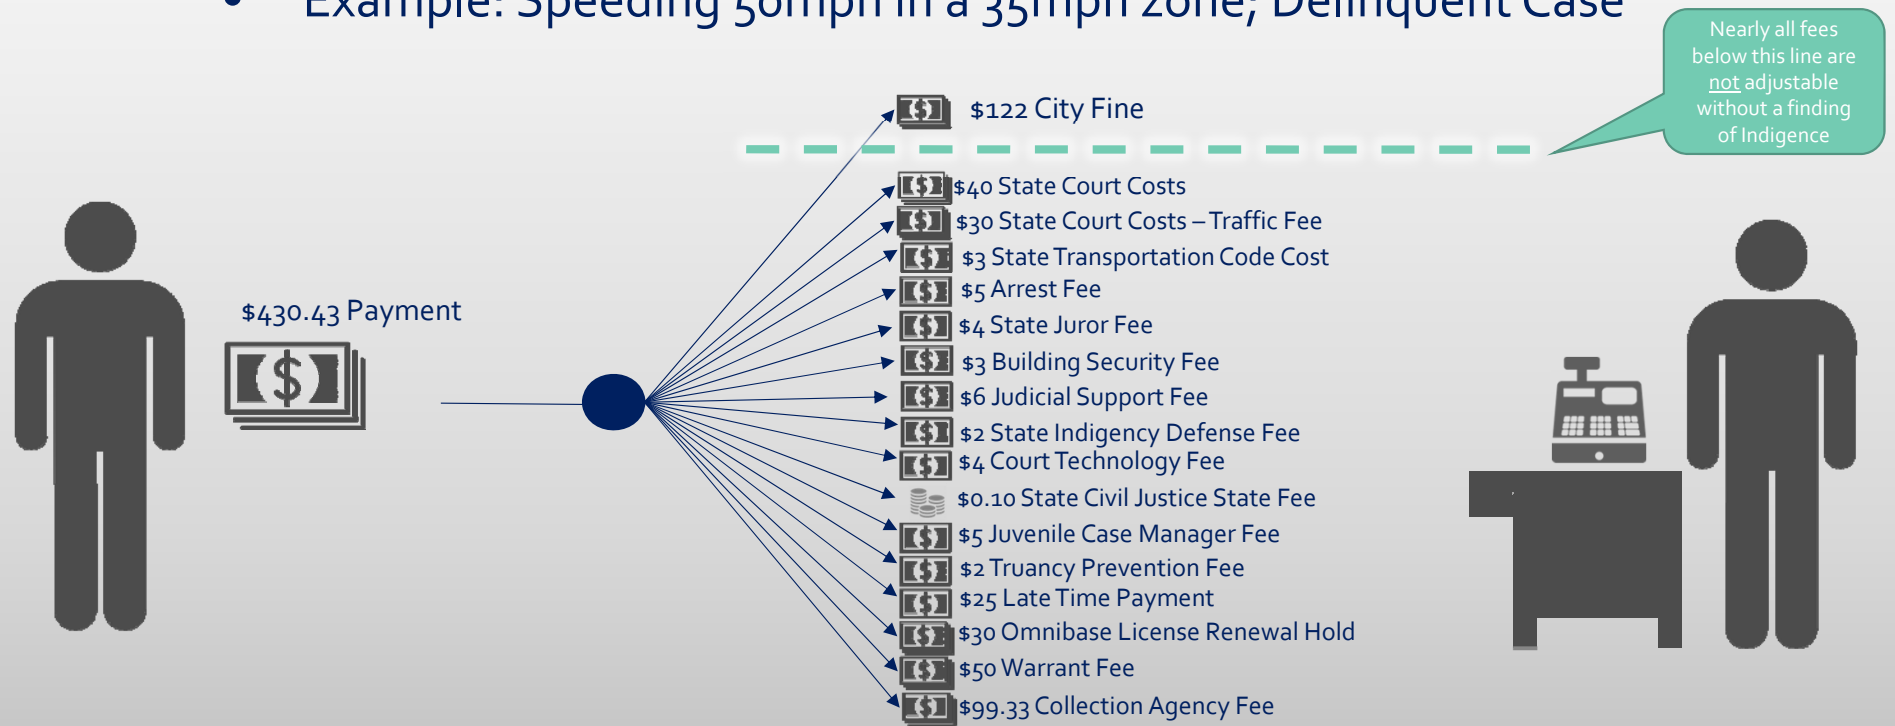 • Example: Speeding 50mph in a 35mph zone; Delinquent Case
Nearly all fees
below this line are
not adjustable
without a finding
of Indigence
$122 City Fine
$40 State Court Costs
$30 State Court Costs – Traffic Fee
$3 State Transportation Code Cost
$5 Arrest Fee
$430.43 Payment
$4 State Juror Fee
$3 Building Security Fee
$6 Judicial Support Fee
$2 State Indigency Defense Fee
$4 Court Technology Fee
$0.10 State Civil Justice State Fee
$5 Juvenile Case Manager Fee
$2 Truancy Prevention Fee
$25 Late Time Payment
$30 Omnibase License Renewal Hold
$50 Warrant Fee
$99.33 Collection Agency Fee